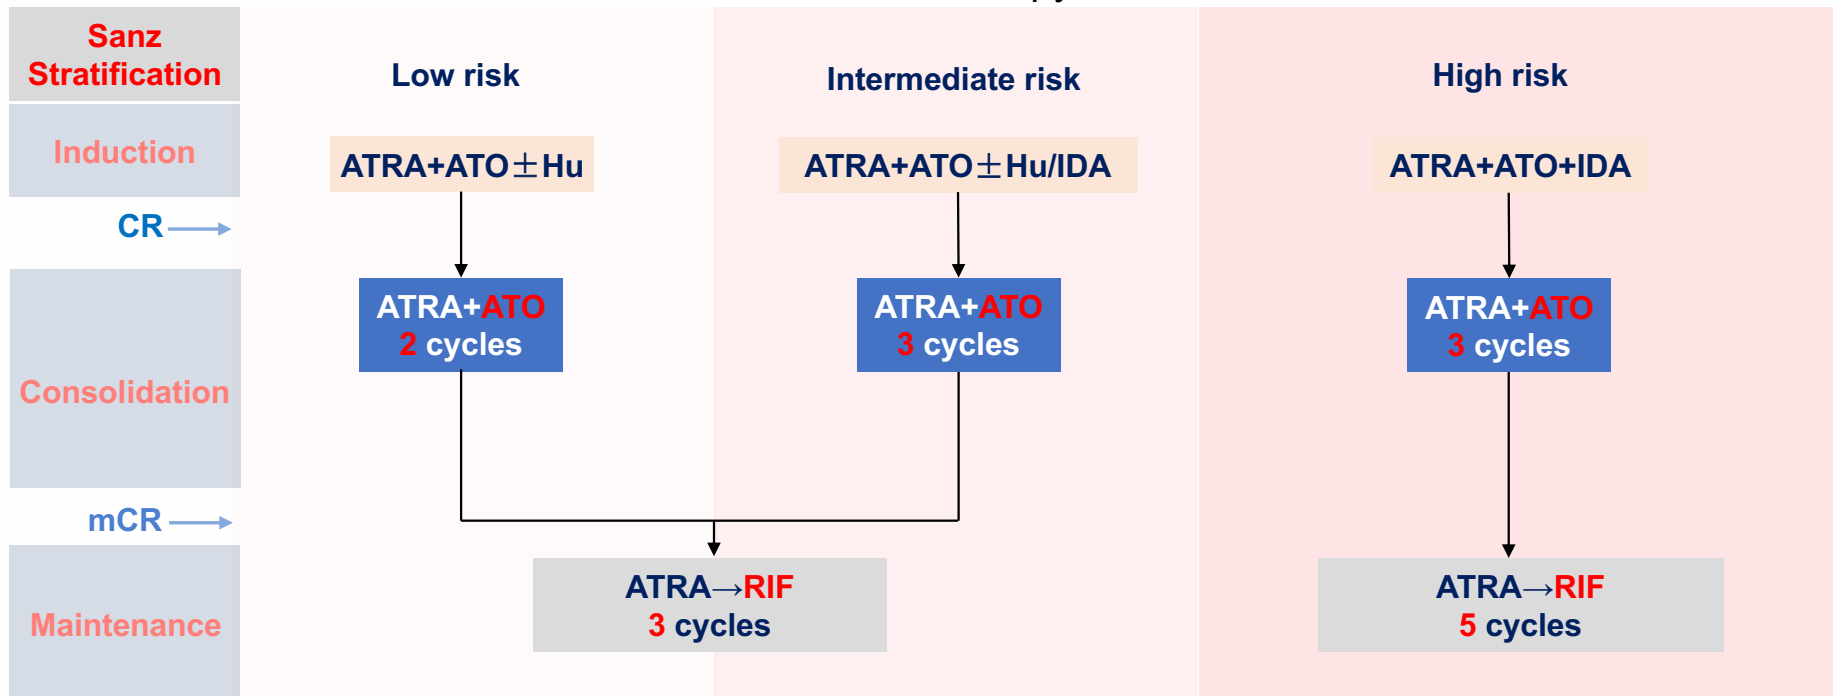 Sanz
Stratification
Low risk
Intermediate risk
High risk
Induction
ATRA+ATO±Hu
ATRA+ATO±Hu/IDA
ATRA+ATO+IDA
CR
Consolidation
ATRA+ATO
2 cycles
ATRA+ATO
3 cycles
ATRA+ATO
3 cycles
mCR
Maintenance
ATRA→RIF
3 cycles
ATRA→RIF
5 cycles